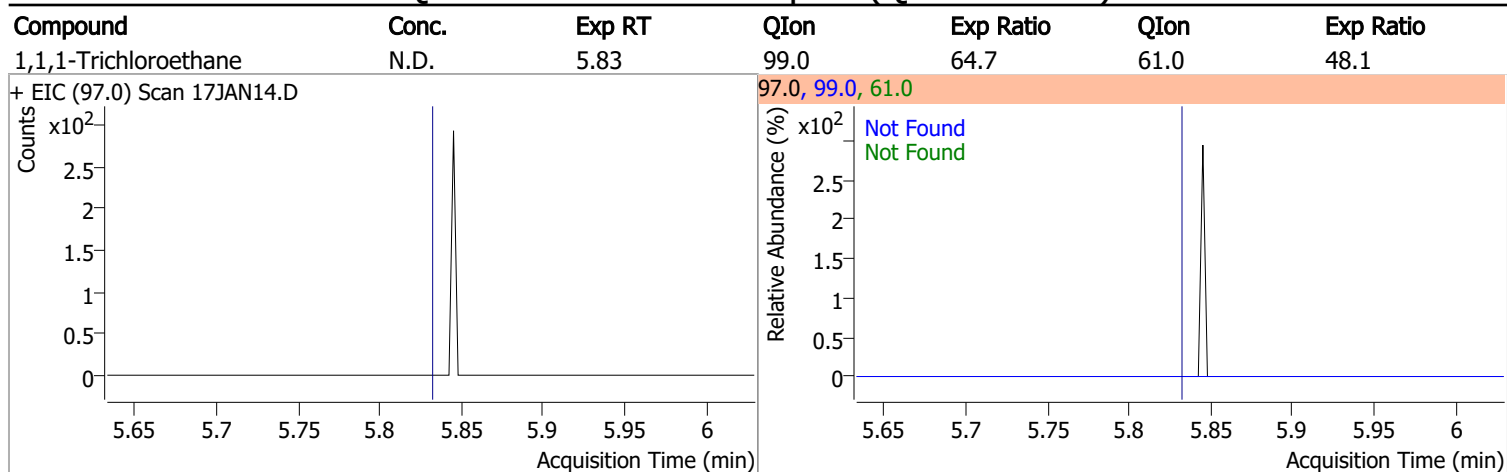 Compound Conc. Exp RT QIon Exp Ratio QIon Exp Ratio
1,1,1-Trichloroethane N.D. 5.83 99.0 64.7 61.0 48.1
+ EIC (97.0) Scan 17JAN14.D
Counts
x10²
2.5
2
1.5
1
0.5
0
5.65 5.7 5.75 5.8 5.85 5.9 5.95 6
Acquisition Time (min)
97.0, 99.0, 61.0
Relative Abundance (%)
x10²
Not Found
Not Found
2.5
2
1.5
1
0.5
0
5.65 5.7 5.75 5.8 5.85 5.9 5.95 6
Acquisition Time (min)